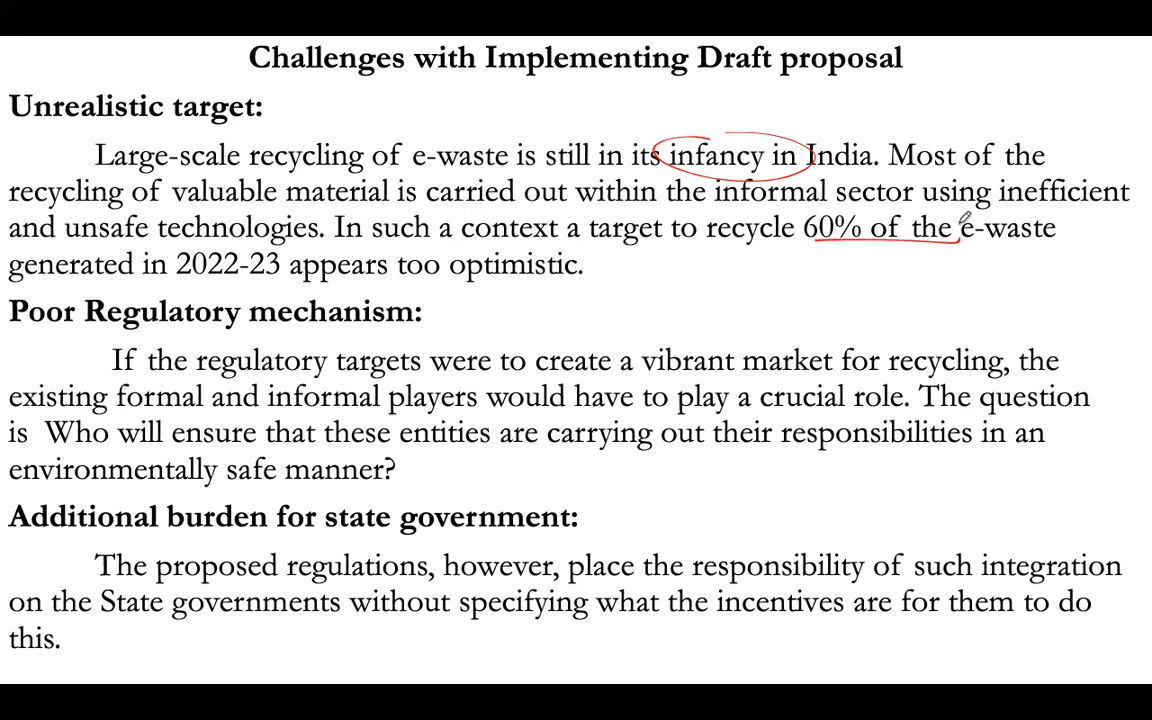 Challenges with Implementing Draft proposal
Unrealistic target:
Large-scale recycling of e-waste is still in its infancy in India. Most of the
recycling of valuable material is carried out within the informal sector using inefficient
and unsafe technologies. In such a context a target to recycle 60% of the e-waste
generated in 2022-23 appears too optimistic.
Poor Regulatory mechanism:
If the regulatory targets were to create a vibrant market for recycling, the
existing formal and informal players would have to play a crucial role. The question
is Who will ensure that these entities are carrying out their responsibilities in an
environmentally safe manner?
Additional burden for state government:
The proposed regulations, however, place the responsibility of such integration
on the State governments without specifying what the incentives are for them to do
this.